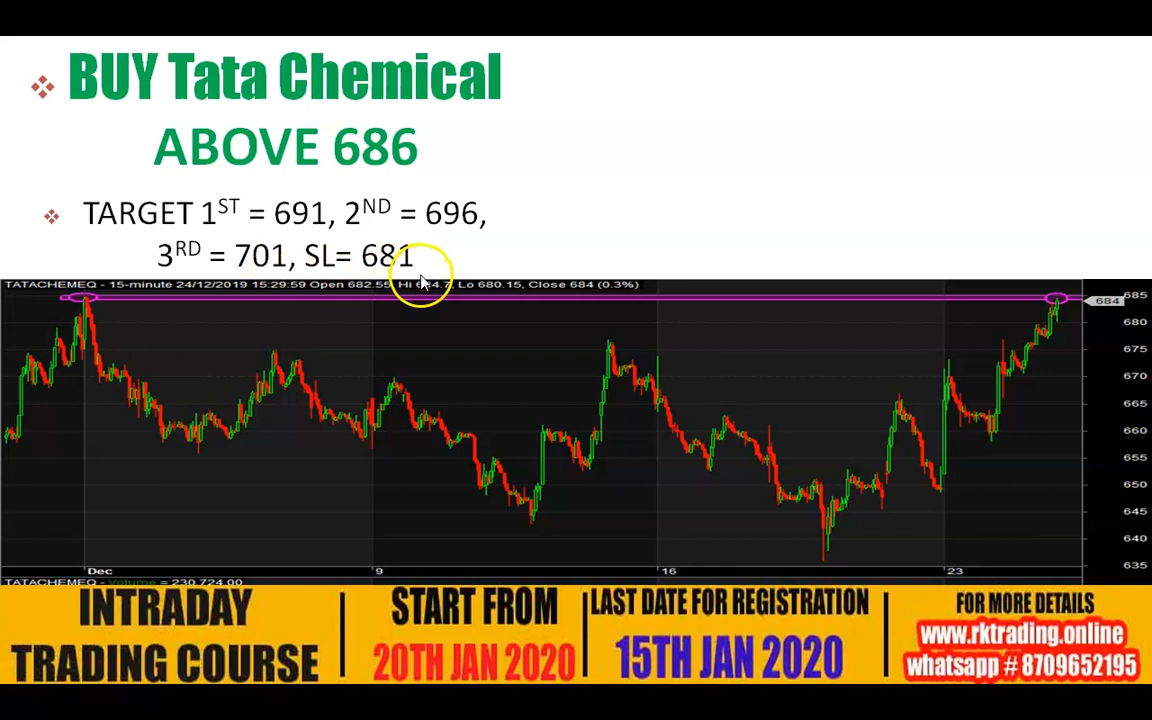 BUY Tata Chemical
ABOVE 686
TARGET 1ST = 691, 2ND = 696,
3RD = 701, SL= 681
TATACHEMEQ - 15-minute 24/12/2019 15:29:59 Open 682.55, Hi 684.7, Lo 680.15, Close 684 (0.3%)
685
684
680
675
670
665
660
655
650
645
640
635
Dec 9 16 23
TATACHEMEQ - Volume = 230,724.00
INTRADAY
TRADING COURSE
START FROM
20TH JAN 2020
LAST DATE FOR REGISTRATION
15TH JAN 2020
FOR MORE DETAILS
www.rktrading.online
whatsapp # 8709652195